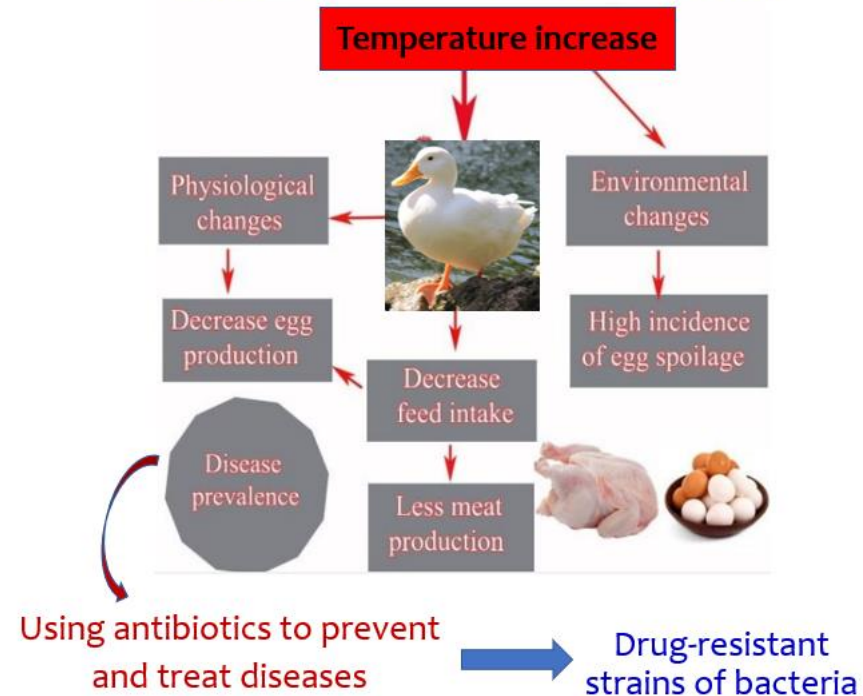 Temperature increase
Physiological
changes
Environmental
changes
Decrease egg
production
High incidence
of egg spoilage
Decrease
feed intake
Disease
prevalence
Less meat
production
Using antibiotics to prevent
and treat diseases
Drug-resistant
strains of bacteria